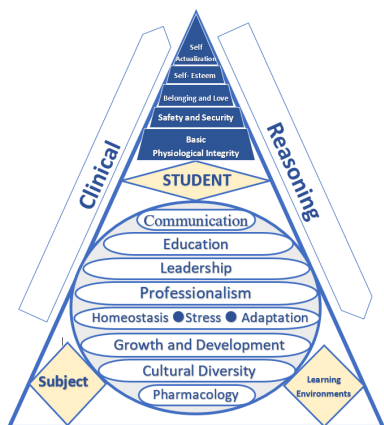 Self
Actualization
Self- Esteem
Belonging and Love
Safety and Security
Basic
Physiological Integrity
Clinical
Reasoning
STUDENT
Communication
Education
Leadership
Professionalism
Homeostasis ● Stress ● Adaptation
Growth and Development
Cultural Diversity
Pharmacology
Subject
Learning
Environments